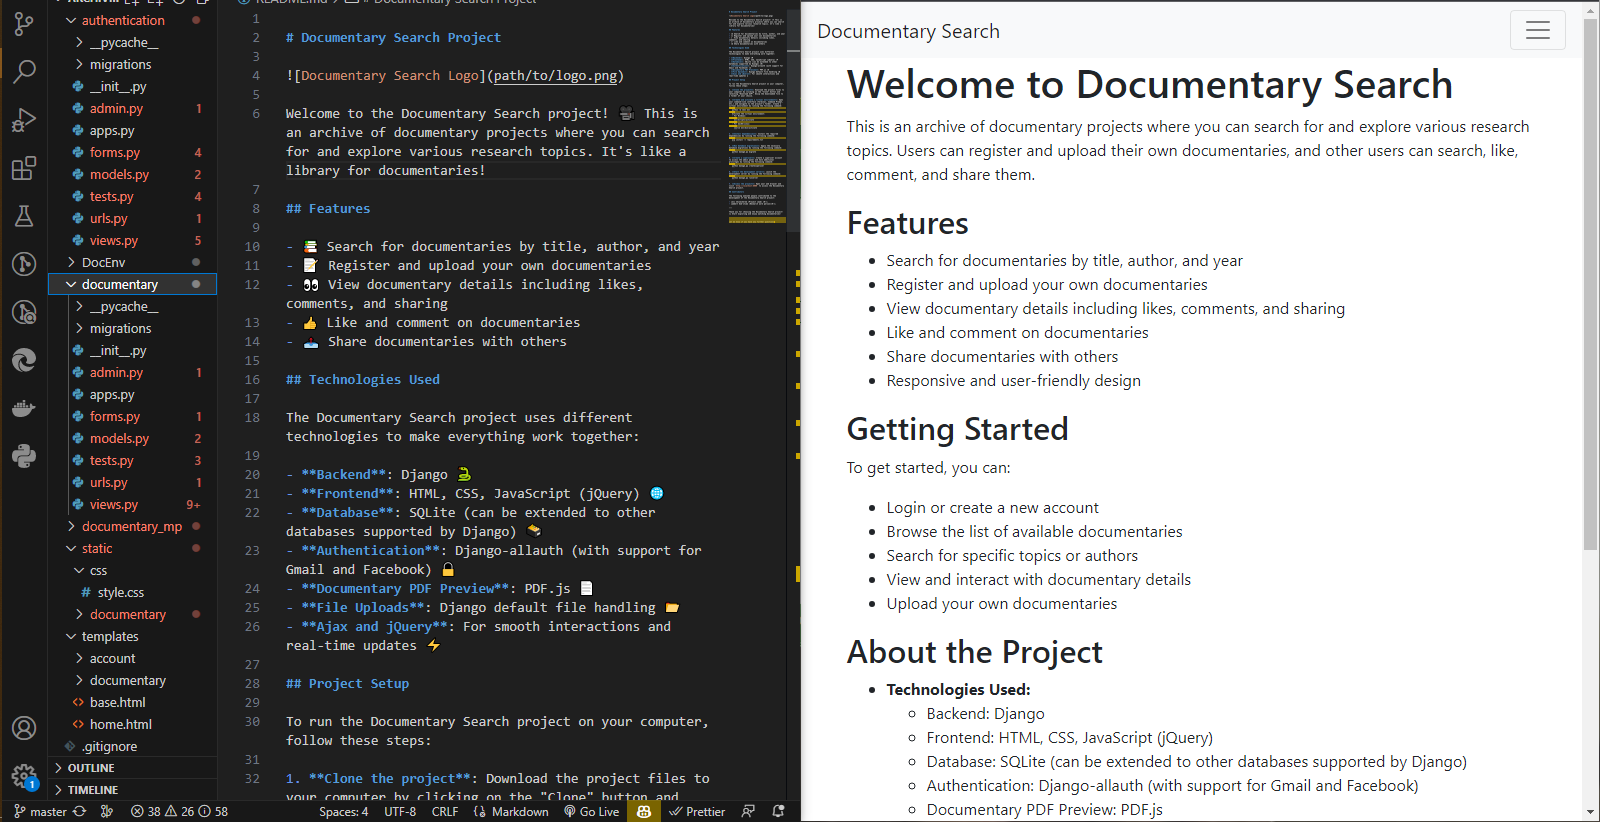 authentication
__pycache__
migrations
__init__.py
admin.py 1
apps.py
forms.py 4
models.py 2
tests.py 4
urls.py 1
views.py 5
DocEnv
documentary
__pycache__
migrations
__init__.py
admin.py 1
apps.py
forms.py 1
models.py 2
tests.py 3
urls.py 1
views.py 9+
documentary_mp
static
css
# style.css
documentary
templates
account
documentary
<> base.html
<> home.html
.gitignore
OUTLINE
TIMELINE
1
1
2 # Documentary Search Project
3
4 ![Documentary Search Logo](path/to/logo.png)
5
6 Welcome to the Documentary Search project! 🎥 This is
an archive of documentary projects where you can search
for and explore various research topics. It's like a
library for documentaries!
7
8 ## Features
9
10 - 📚 Search for documentaries by title, author, and year
11 - 📝 Register and upload your own documentaries
12 - 👀 View documentary details including likes,
comments, and sharing
13 - 👍 Like and comment on documentaries
14 - 📤 Share documentaries with others
15
16 ## Technologies Used
17
18 The Documentary Search project uses different
technologies to make everything work together:
19
20 - **Backend**: Django 🐍
21 - **Frontend**: HTML, CSS, JavaScript (jQuery) 🌐
22 - **Database**: SQLite (can be extended to other
databases supported by Django) 🗃
23 - **Authentication**: Django-allauth (with support for
Gmail and Facebook) 🔒
24 - **Documentary PDF Preview**: PDF.js 📄
25 - **File Uploads**: Django default file handling 📂
26 - **Ajax and jQuery**: For smooth interactions and
real-time updates ⚡
27
28 ## Project Setup
29
30 To run the Documentary Search project on your computer,
follow these steps:
31
32 1. **Clone the project**: Download the project files to
your computer by clicking on the "Clone" button and
master 38 26 58 Spaces: 4 UTF-8 CRLF Markdown Go Live Prettier
Documentary Search
Welcome to Documentary Search
This is an archive of documentary projects where you can search for and explore various research
topics. Users can register and upload their own documentaries, and other users can search, like,
comment, and share them.
Features
• Search for documentaries by title, author, and year
• Register and upload your own documentaries
• View documentary details including likes, comments, and sharing
• Like and comment on documentaries
• Share documentaries with others
• Responsive and user-friendly design
Getting Started
To get started, you can:
• Login or create a new account
• Browse the list of available documentaries
• Search for specific topics or authors
• View and interact with documentary details
• Upload your own documentaries
About the Project
• Technologies Used:
◦ Backend: Django
◦ Frontend: HTML, CSS, JavaScript (jQuery)
◦ Database: SQLite (can be extended to other databases supported by Django)
◦ Authentication: Django-allauth (with support for Gmail and Facebook)
◦ Documentary PDF Preview: PDF.js